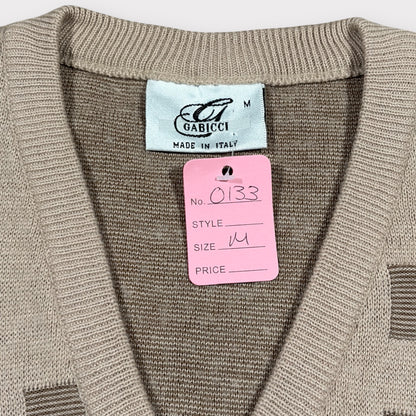 G M
GABICCI
MADE IN ITALY
No. 0133
STYLE
SIZE M
PRICE